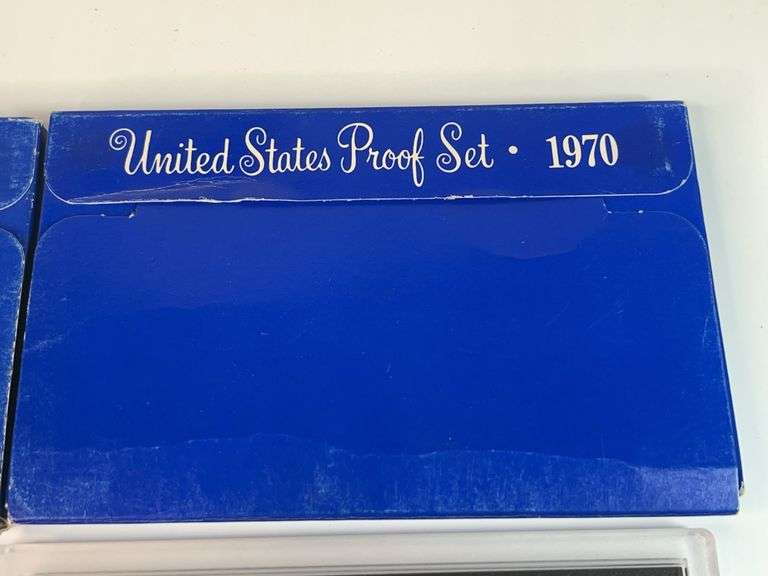 United States Proof Set • 1970